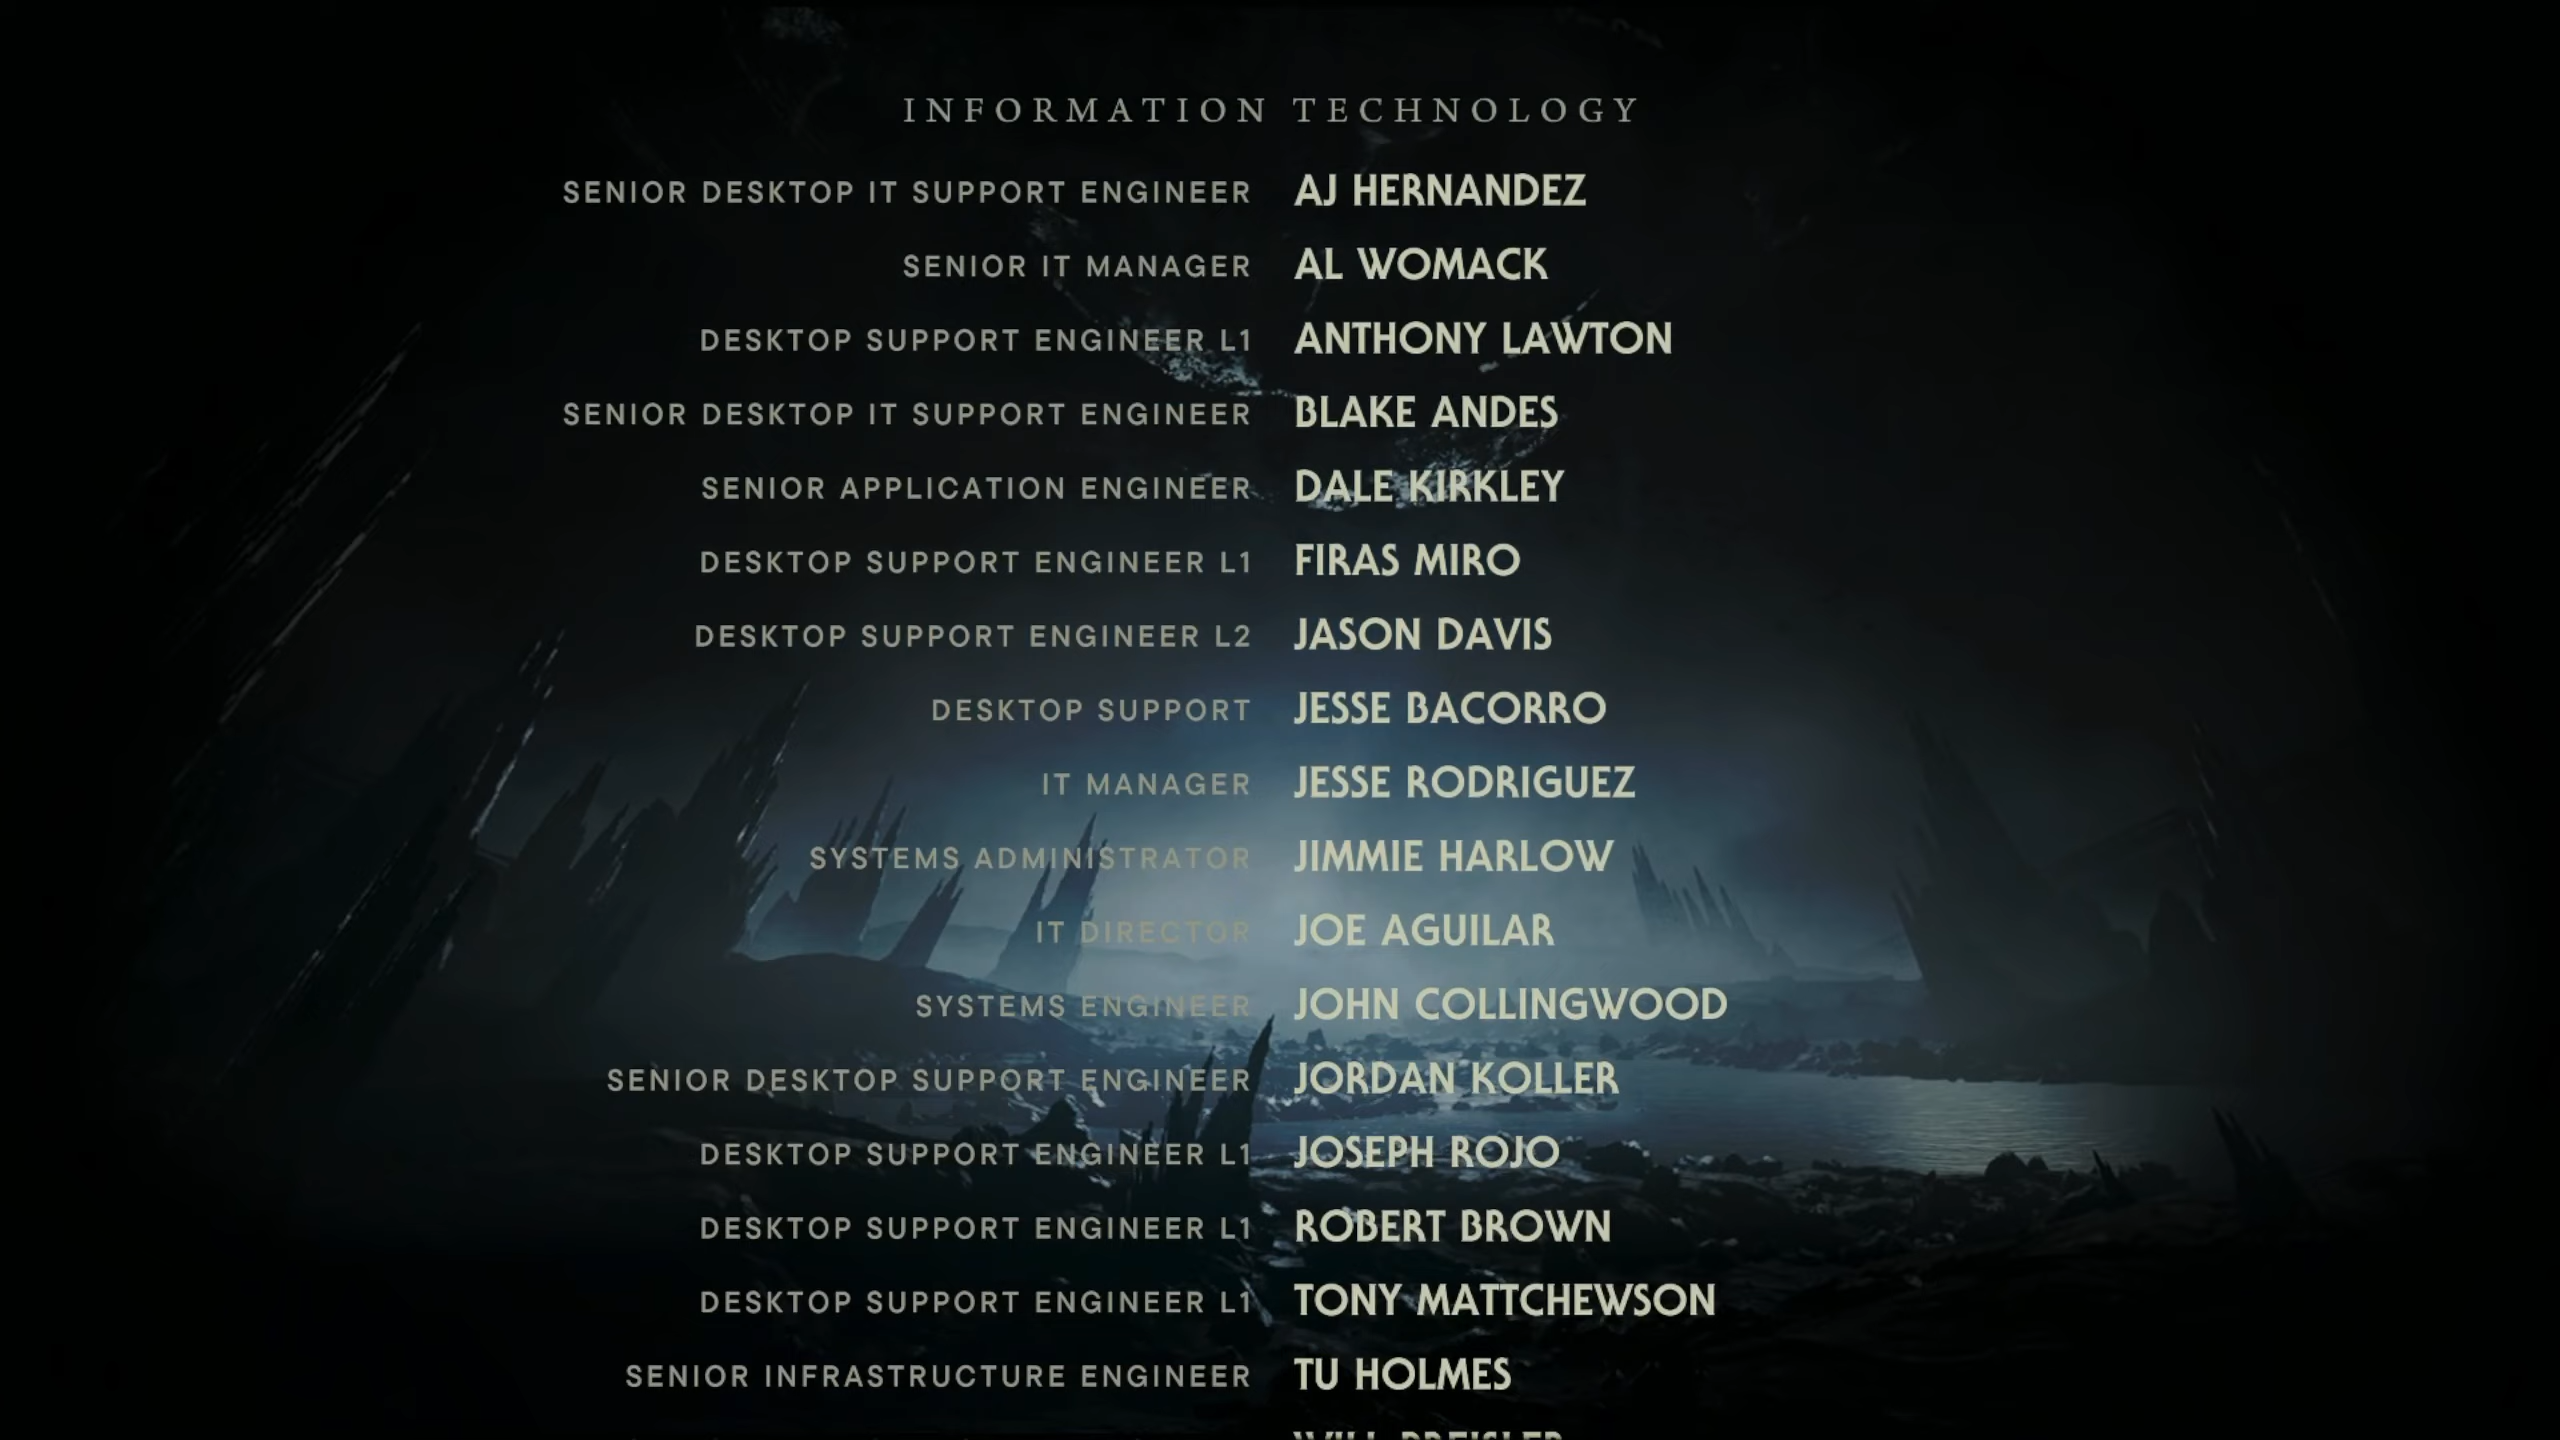 INFORMATION TECHNOLOGY
SENIOR DESKTOP IT SUPPORT ENGINEER AJ HERNANDEZ
SENIOR IT MANAGER AL WOMACK
DESKTOP SUPPORT ENGINEER L1 ANTHONY LAWTON
SENIOR DESKTOP IT SUPPORT ENGINEER BLAKE ANDES
SENIOR APPLICATION ENGINEER DALE KIRKLEY
DESKTOP SUPPORT ENGINEER L1 FIRAS MIRO
DESKTOP SUPPORT ENGINEER L2 JASON DAVIS
DESKTOP SUPPORT JESSE BACORRO
IT MANAGER JESSE RODRIGUEZ
SYSTEMS ADMINISTRATOR JIMMIE HARLOW
IT DIRECTOR JOE AGUILAR
SYSTEMS ENGINEER JOHN COLLINGWOOD
SENIOR DESKTOP SUPPORT ENGINEER JORDAN KOLLER
DESKTOP SUPPORT ENGINEER L1 JOSEPH ROJO
DESKTOP SUPPORT ENGINEER L1 ROBERT BROWN
DESKTOP SUPPORT ENGINEER L1 TONY MATTCHEWSON
SENIOR INFRASTRUCTURE ENGINEER TU HOLMES